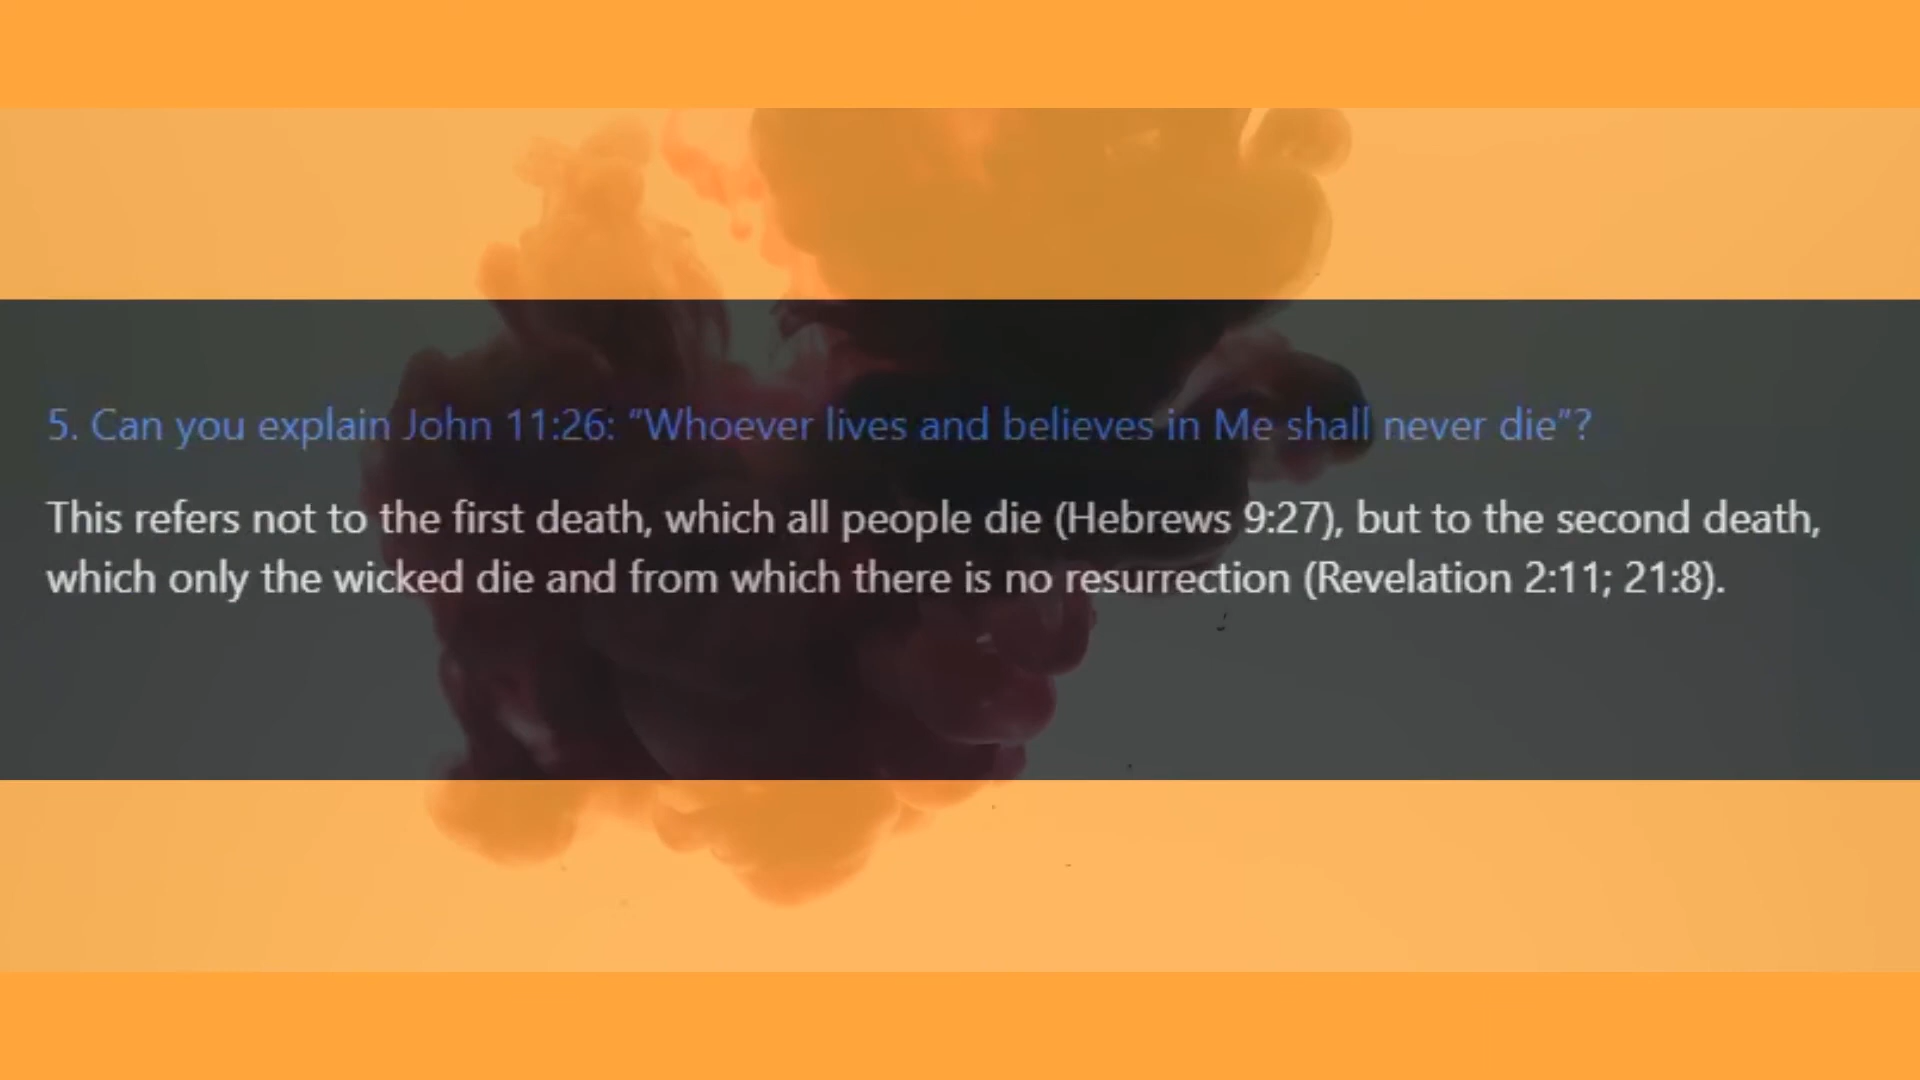 5. Can you explain John 11:26: “Whoever lives and believes in Me shall never die”?
This refers not to the first death, which all people die (Hebrews 9:27), but to the second death,
which only the wicked die and from which there is no resurrection (Revelation 2:11; 21:8).